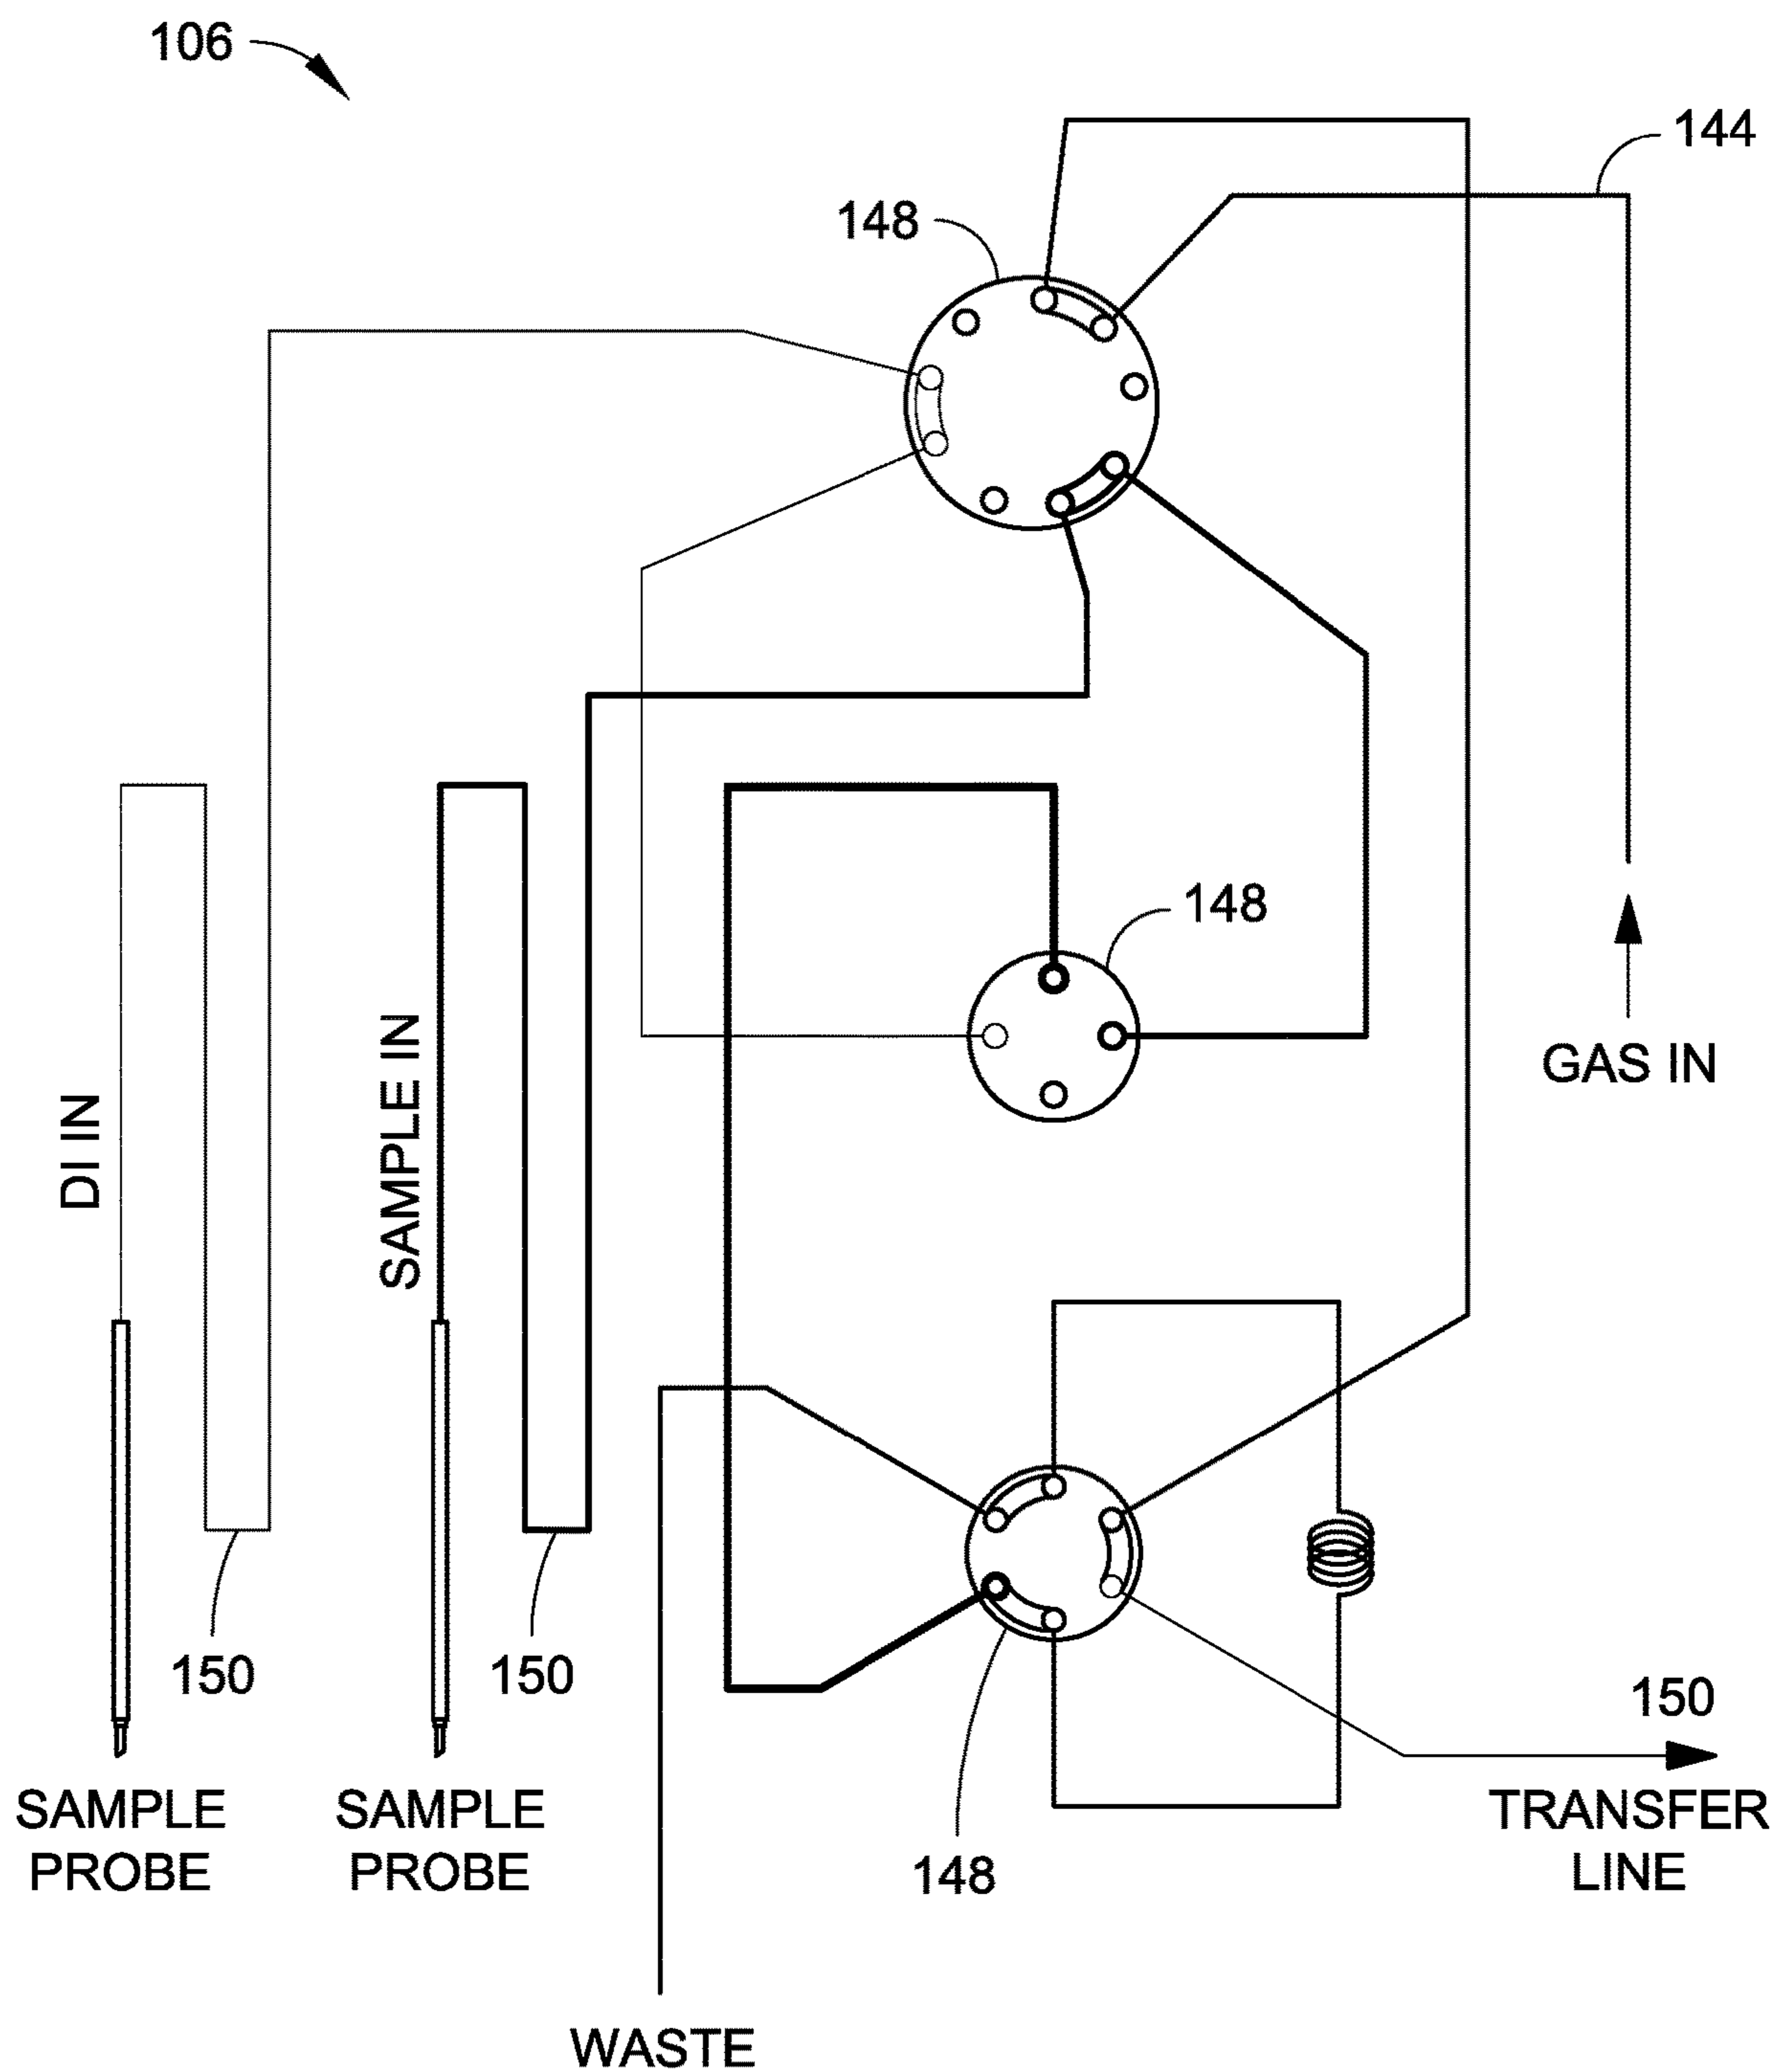 106
144
148
148
DI IN
SAMPLE IN
GAS IN
150
150
150
148
SAMPLE
PROBE
SAMPLE
PROBE
TRANSFER
LINE
WASTE